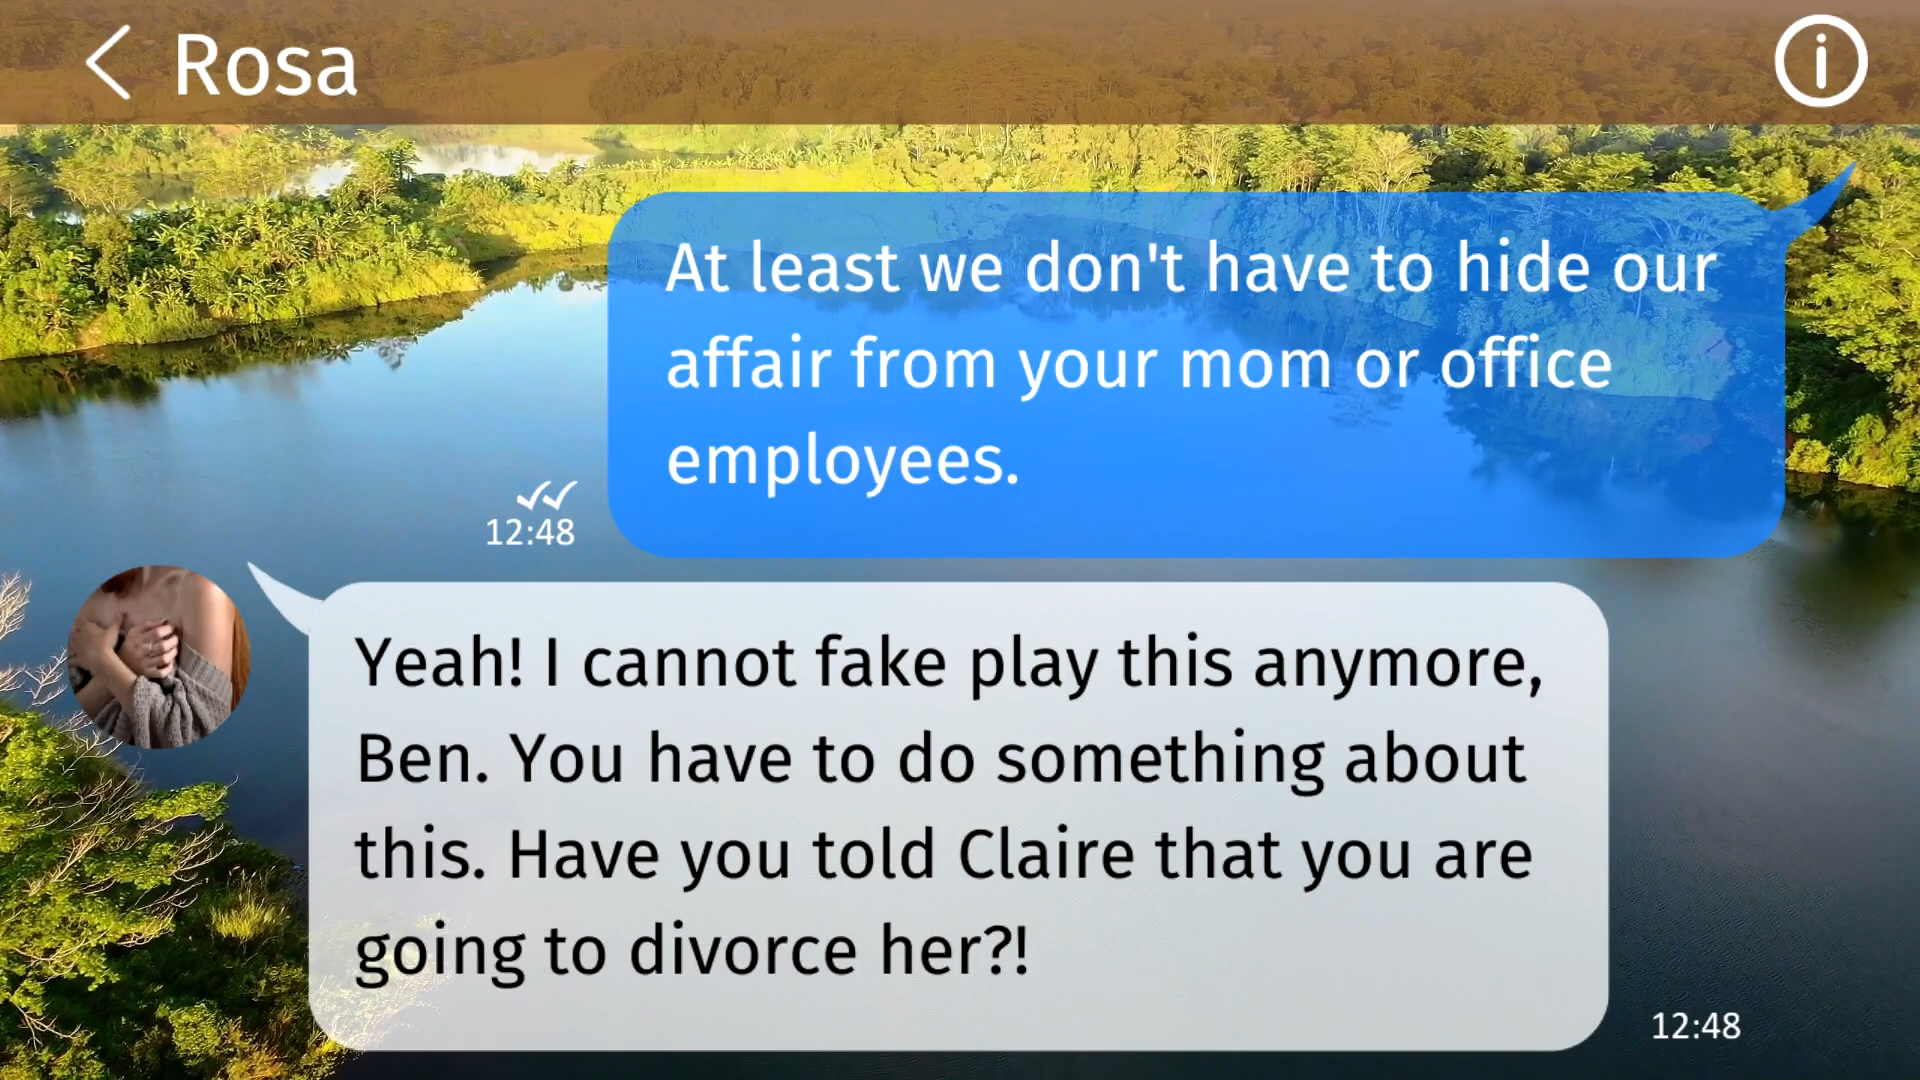 Rosa
At least we don't have to hide our
affair from your mom or office
employees.
12:48
Yeah! I cannot fake play this anymore,
Ben. You have to do something about
this. Have you told Claire that you are
going to divorce her?!
12:48